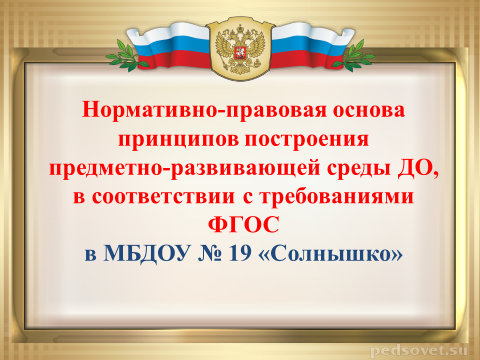 Нормативно-правовая основа
принципов построения
предметно-развивающей среды ДО,
в соответствии с требованиями
ФГОС
в МБДОУ № 19 «Солнышко»
pedsovet.su